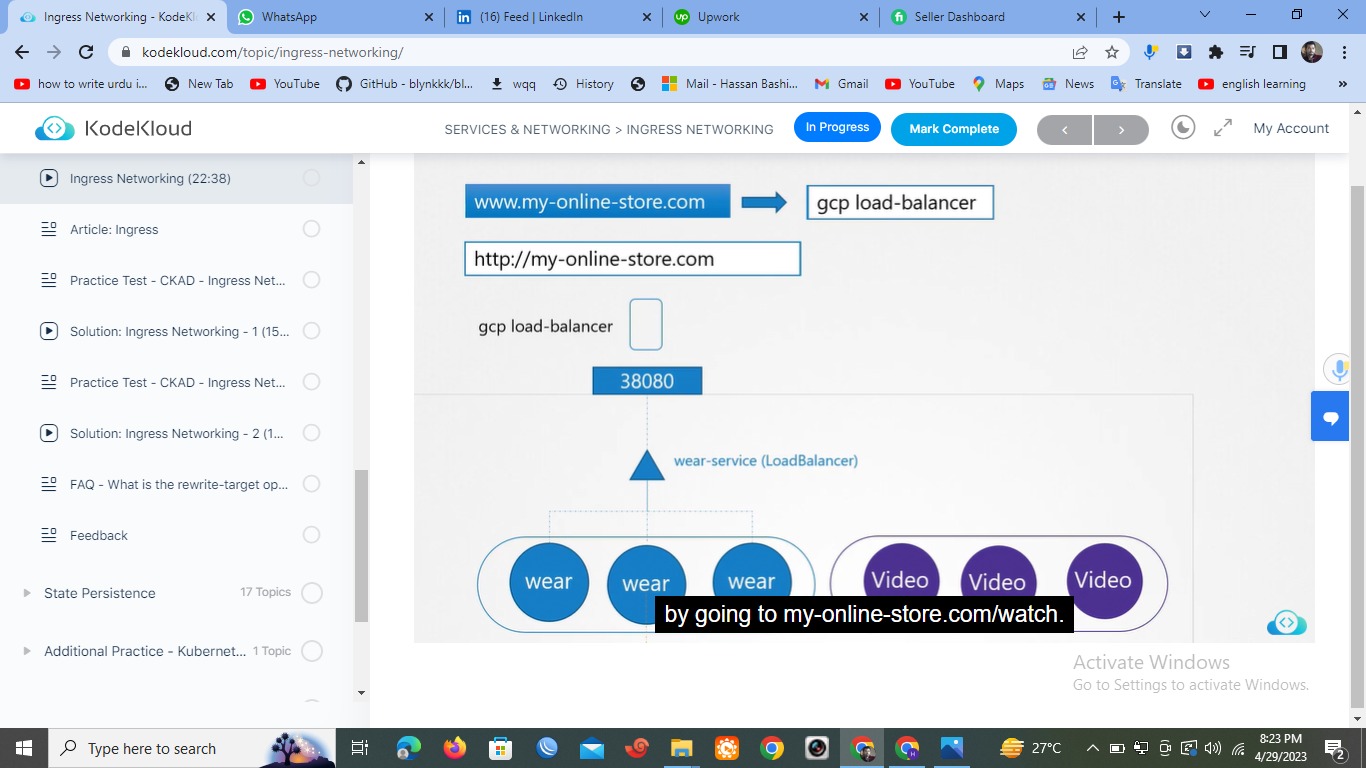 Ingress Networking - KodeKl
WhatsApp
(16) Feed | LinkedIn
Upwork
Seller Dashboard
kodekloud.com/topic/ingress-networking/
how to write urdu i...
New Tab
YouTube
GitHub - blynkkk/bl...
wqq
History
Mail - Hassan Bashi...
Gmail
YouTube
Maps
News
Translate
english learning
KodeKloud
SERVICES & NETWORKING > INGRESS NETWORKING
In Progress
Mark Complete
My Account
Ingress Networking (22:38)
Article: Ingress
Practice Test - CKAD - Ingress Net...
Solution: Ingress Networking - 1 (15...
Practice Test - CKAD - Ingress Net...
Solution: Ingress Networking - 2 (1...
FAQ - What is the rewrite-target op...
Feedback
State Persistence
17 Topics
Additional Practice - Kubernet...
1 Topic
www.my-online-store.com
gcp load-balancer
http://my-online-store.com
gcp load-balancer
38080
wear-service (LoadBalancer)
wear
wear
wear
Video
Video
Video
by going to my-online-store.com/watch.
Activate Windows
Go to Settings to activate Windows.
Type here to search
27°C
8:23 PM
4/29/2023
2